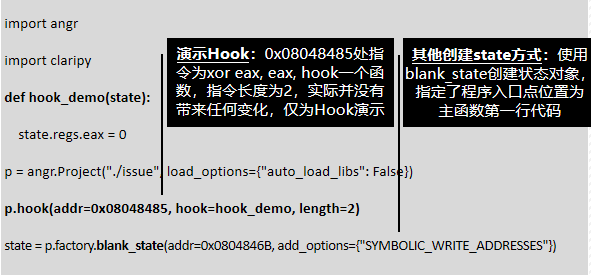 import angr
import claripy
def hook_demo(state):
state.regs.eax = 0
p = angr.Project("./issue", load_options={"auto_load_libs": False})
p.hook(addr=0x08048485, hook=hook_demo, length=2)
state = p.factory.blank_state(addr=0x0804846B, add_options={"SYMBOLIC_WRITE_ADDRESSES"})
演示Hook：0x08048485处指
令为xor eax, eax, hook一个函
数，指令长度为2，实际并没有
带来任何变化，仅为Hook演示
其他创建state方式：使用
blank_state创建状态对象，
指定了程序入口点位置为
主函数第一行代码